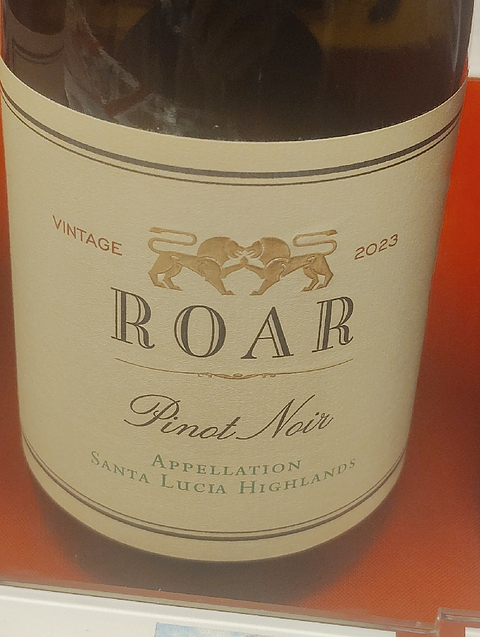 VINTAGE 2023
ROAR
Pinot Noir
APPELLATION
SANTA LUCIA HIGHLANDS